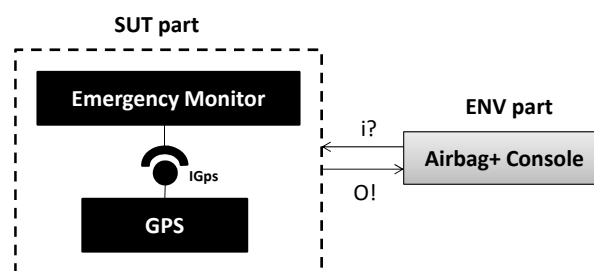 SUT part
Emergency Monitor
IGps
GPS
ENV part
i?
Airbag+ Console
O!